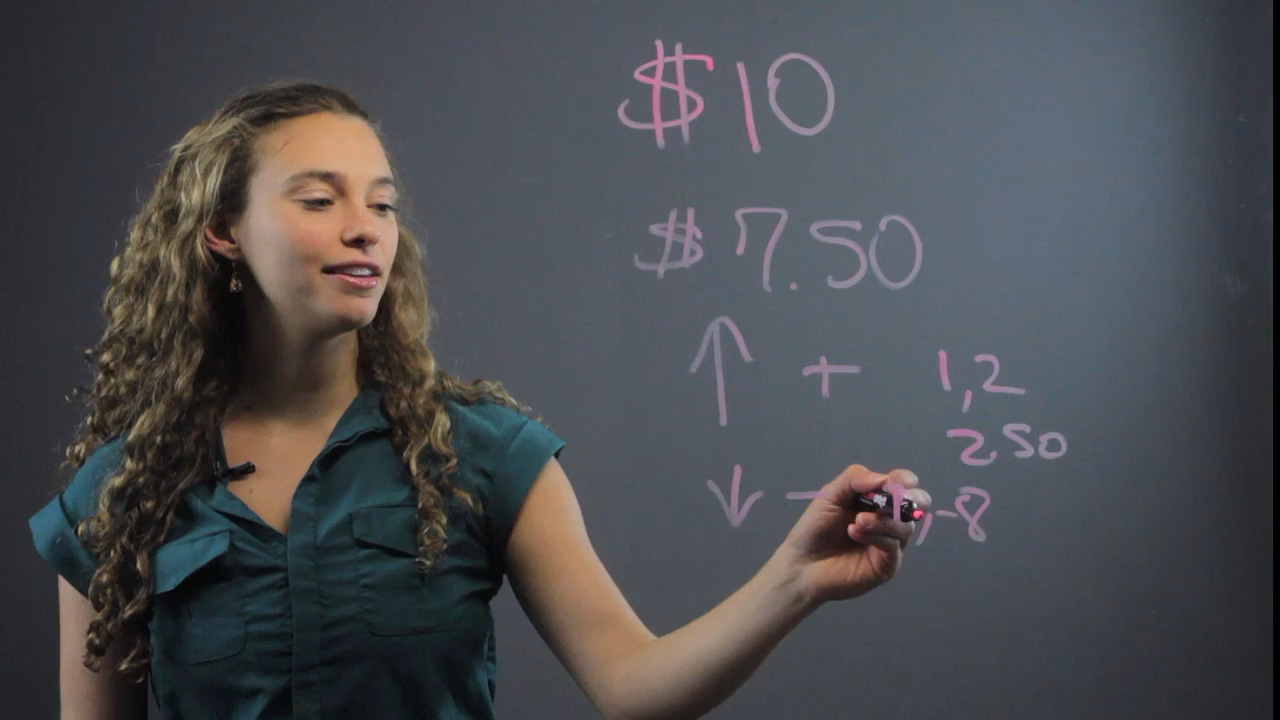 $10
$7.50
↑ + 1,2
2 50
↓ - ,-8